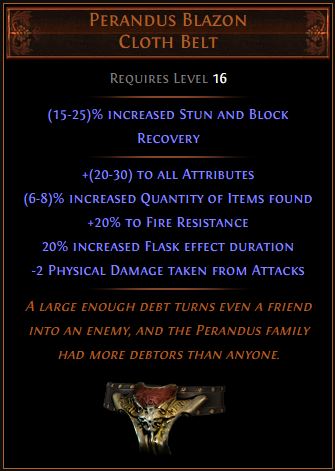 Perandus Blazon
Cloth Belt
Requires Level 16
(15-25)% increased Stun and Block
Recovery
+(20-30) to all Attributes
(6-8)% increased Quantity of Items found
+20% to Fire Resistance
20% increased Flask effect duration
-2 Physical Damage taken from Attacks
A large enough debt turns even a friend
into an enemy, and the Perandus family
had more debtors than anyone.